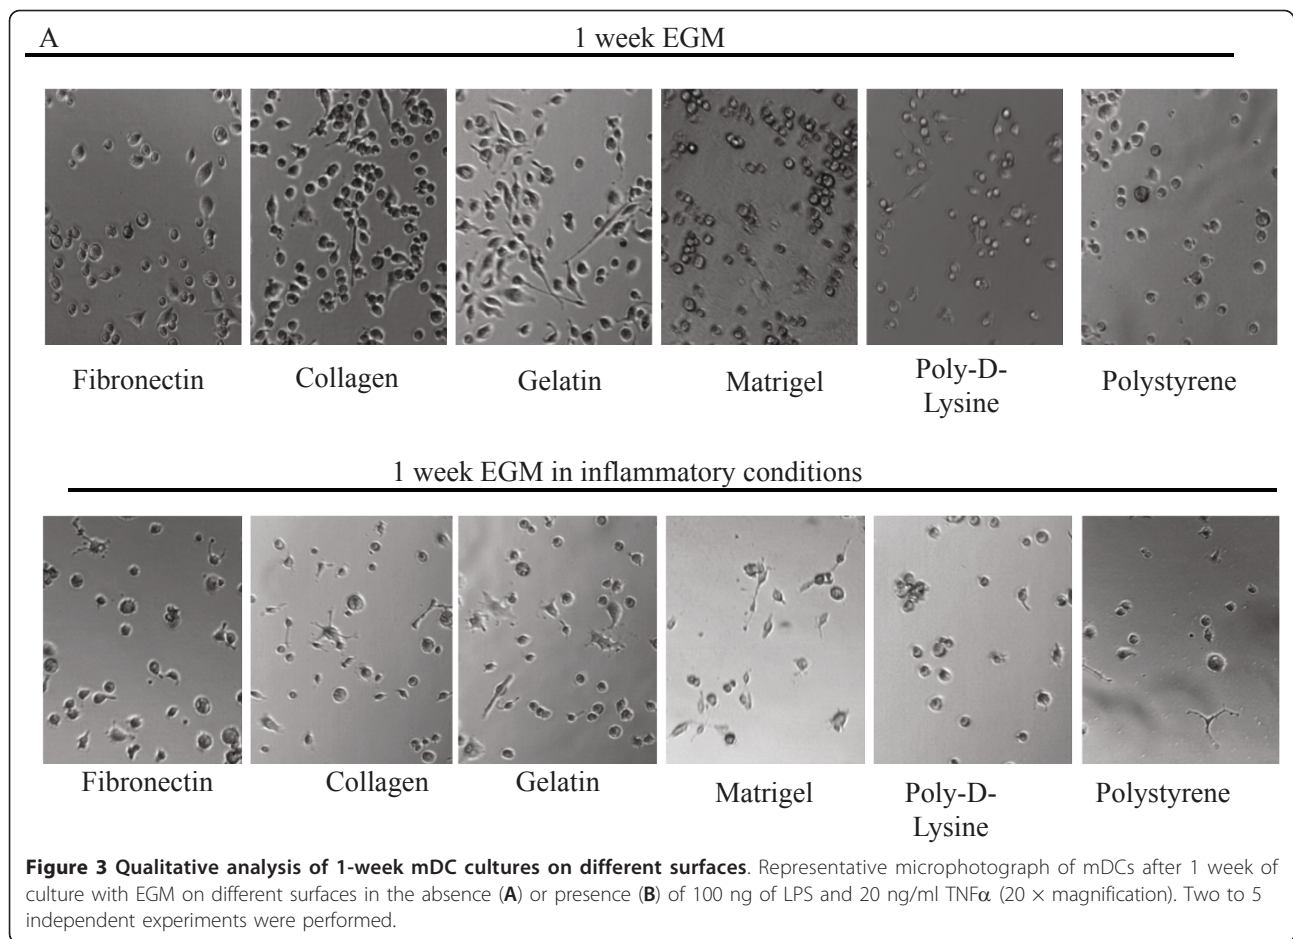 A
1 week EGM
Fibronectin
Collagen
Gelatin
Matrigel
Poly-D-
Lysine
Polystyrene
1 week EGM in inflammatory conditions
Fibronectin
Collagen
Gelatin
Matrigel
Poly-D-
Lysine
Polystyrene
Figure 3 Qualitative analysis of 1-week mDC cultures on different surfaces. Representative microphotograph of mDCs after 1 week of
culture with EGM on different surfaces in the absence (A) or presence (B) of 100 ng of LPS and 20 ng/ml TNFα (20 × magnification). Two to 5
independent experiments were performed.